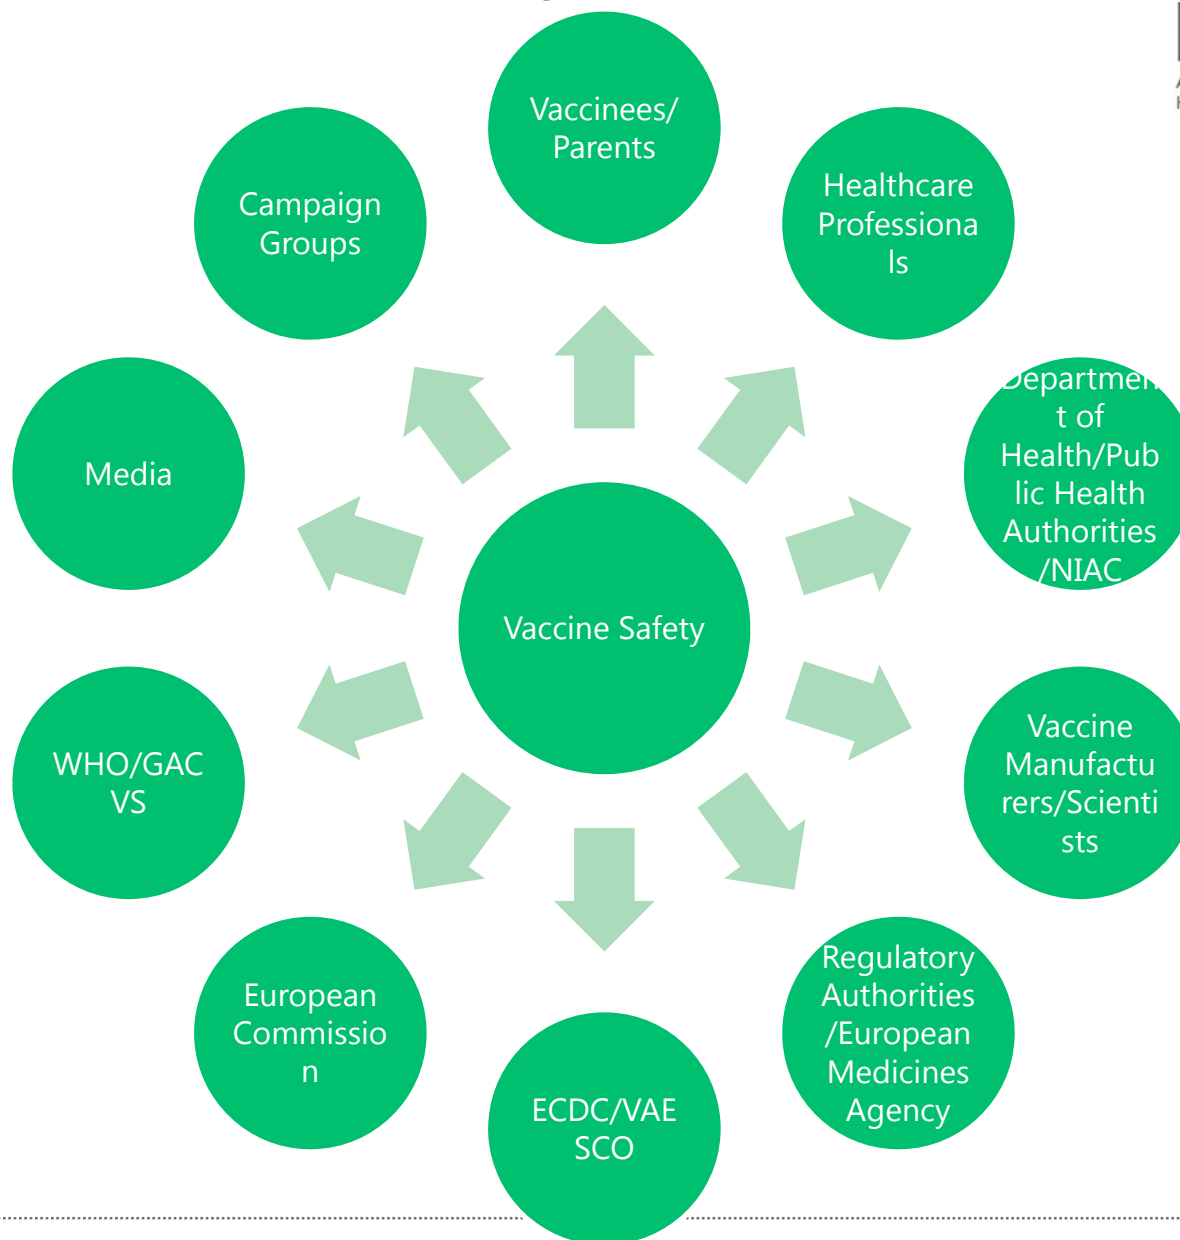 Vaccinees/
Parents
Healthcare
Professiona
ls
Departmen
t of
Health/Pub
lic Health
Authorities
/NIAC
Vaccine
Manufactu
rers/Scienti
sts
Regulatory
Authorities
/European
Medicines
Agency
ECDC/VAE
SCO
European
Commissio
n
WHO/GAC
VS
Media
Campaign
Groups
Vaccine Safety